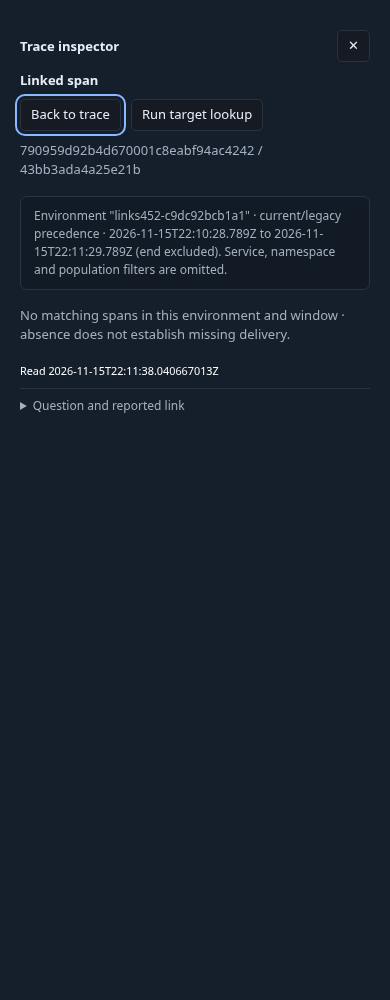 Trace inspector
✕
Linked span
Back to trace
Run target lookup
790959d92b4d670001c8eabf94ac4242 /
43bb3ada4a25e21b
Environment "links452-c9dc92bcb1a1" · current/legacy
precedence · 2026-11-15T22:10:28.789Z to 2026-11-
15T22:11:29.789Z (end excluded). Service, namespace
and population filters are omitted.
No matching spans in this environment and window ·
absence does not establish missing delivery.
Read 2026-11-15T22:11:38.040667013Z
▶ Question and reported link